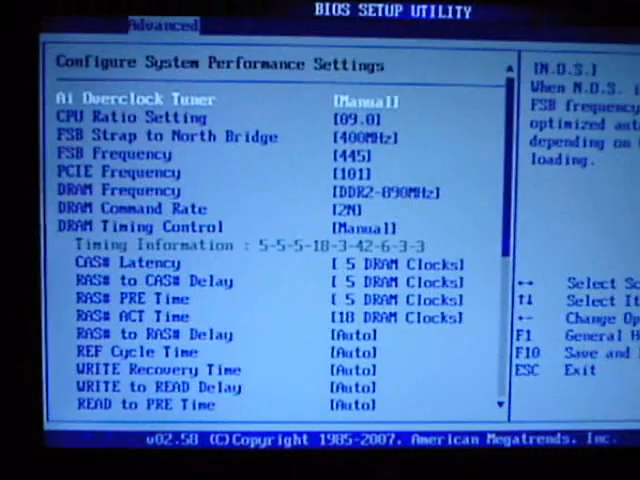 BIOS SETUP UTILITY
Advanced
Configure System Performance Settings
Ai Overclock Tuner [Manual]
CPU Ratio Setting [09.0]
FSB Strap to North Bridge [400MHz]
FSB Frequency [445]
PCIE Frequency [101]
DRAM Frequency [DDR2-890MHz]
DRAM Command Rate [2N]
DRAM Timing Control [Manual]
Timing Information : 5-5-5-18-3-42-6-3-3
CAS# Latency [ 5 DRAM Clocks]
RAS# to CAS# Delay [ 5 DRAM Clocks]
RAS# PRE Time [ 5 DRAM Clocks]
RAS# ACT Time [18 DRAM Clocks]
RAS# to RAS# Delay [Auto]
REF Cycle Time [Auto]
WRITE Recovery Time [Auto]
WRITE to READ Delay [Auto]
READ to PRE Time [Auto]
[N.O.S.]
When N.O.S. i
FSB frequency
optimized aut
depending on
loading.
↔ Select Sc
↑↓ Select It
+- Change Op
F1 General H
F10 Save and
ESC Exit
v02.58 (C)Copyright 1985-2007, American Megatrends, Inc.